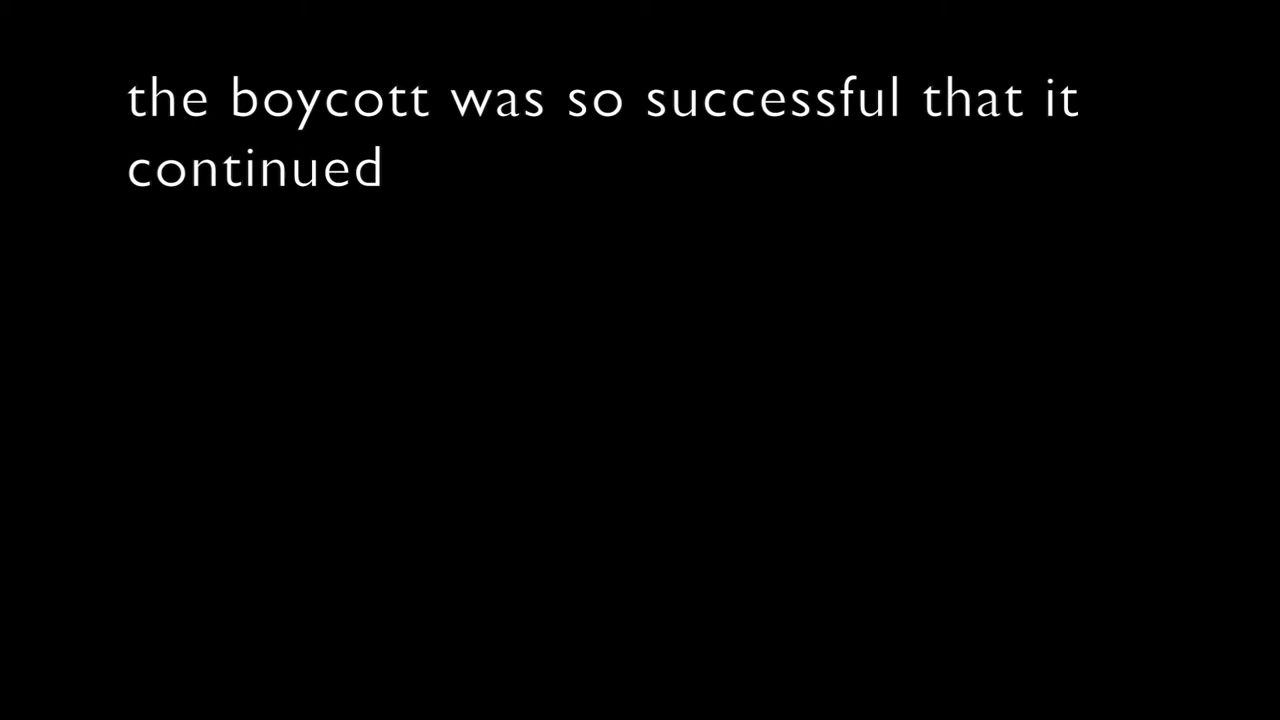 the boycott was so successful that it
continued